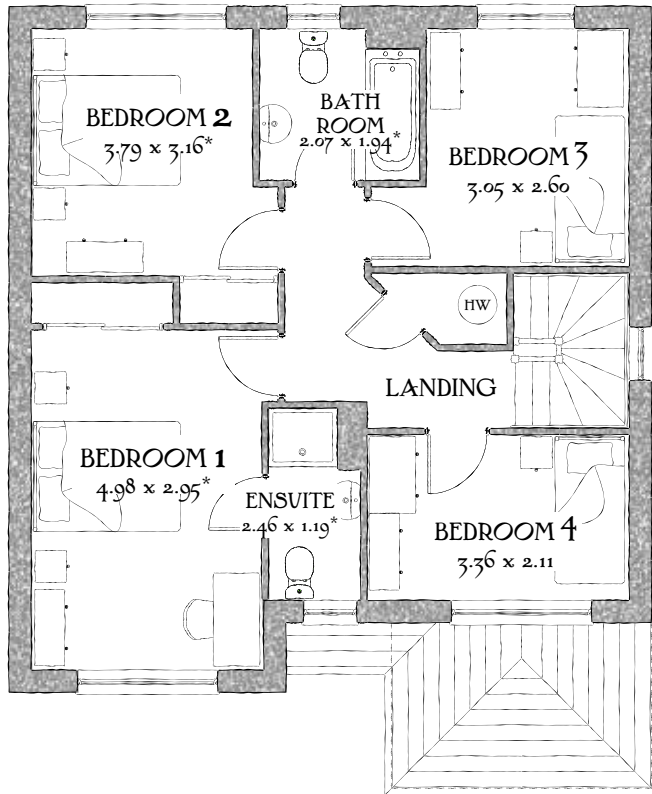 BEDROOM 2
3.79 x 3.16*
BATH
ROOM
2.07 x 1.94*
BEDROOM 3
3.05 x 2.60
HW
LANDING
BEDROOM 1
4.98 x 2.95*
ENSUITE
2.46 x 1.19*
BEDROOM 4
3.36 x 2.11